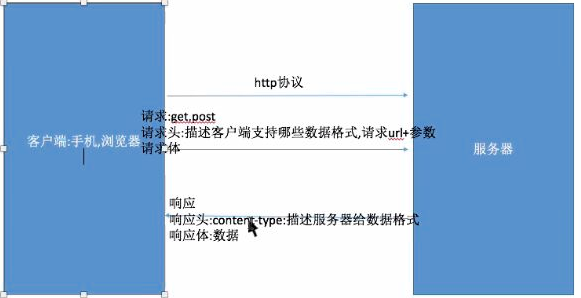 http协议
请求:get,post
请求头:描述客户端支持哪些数据格式,请求url+参数
请求体
客户端:手机,浏览器
服务器
响应
响应头:content-type:描述服务器给数据格式
响应体:数据